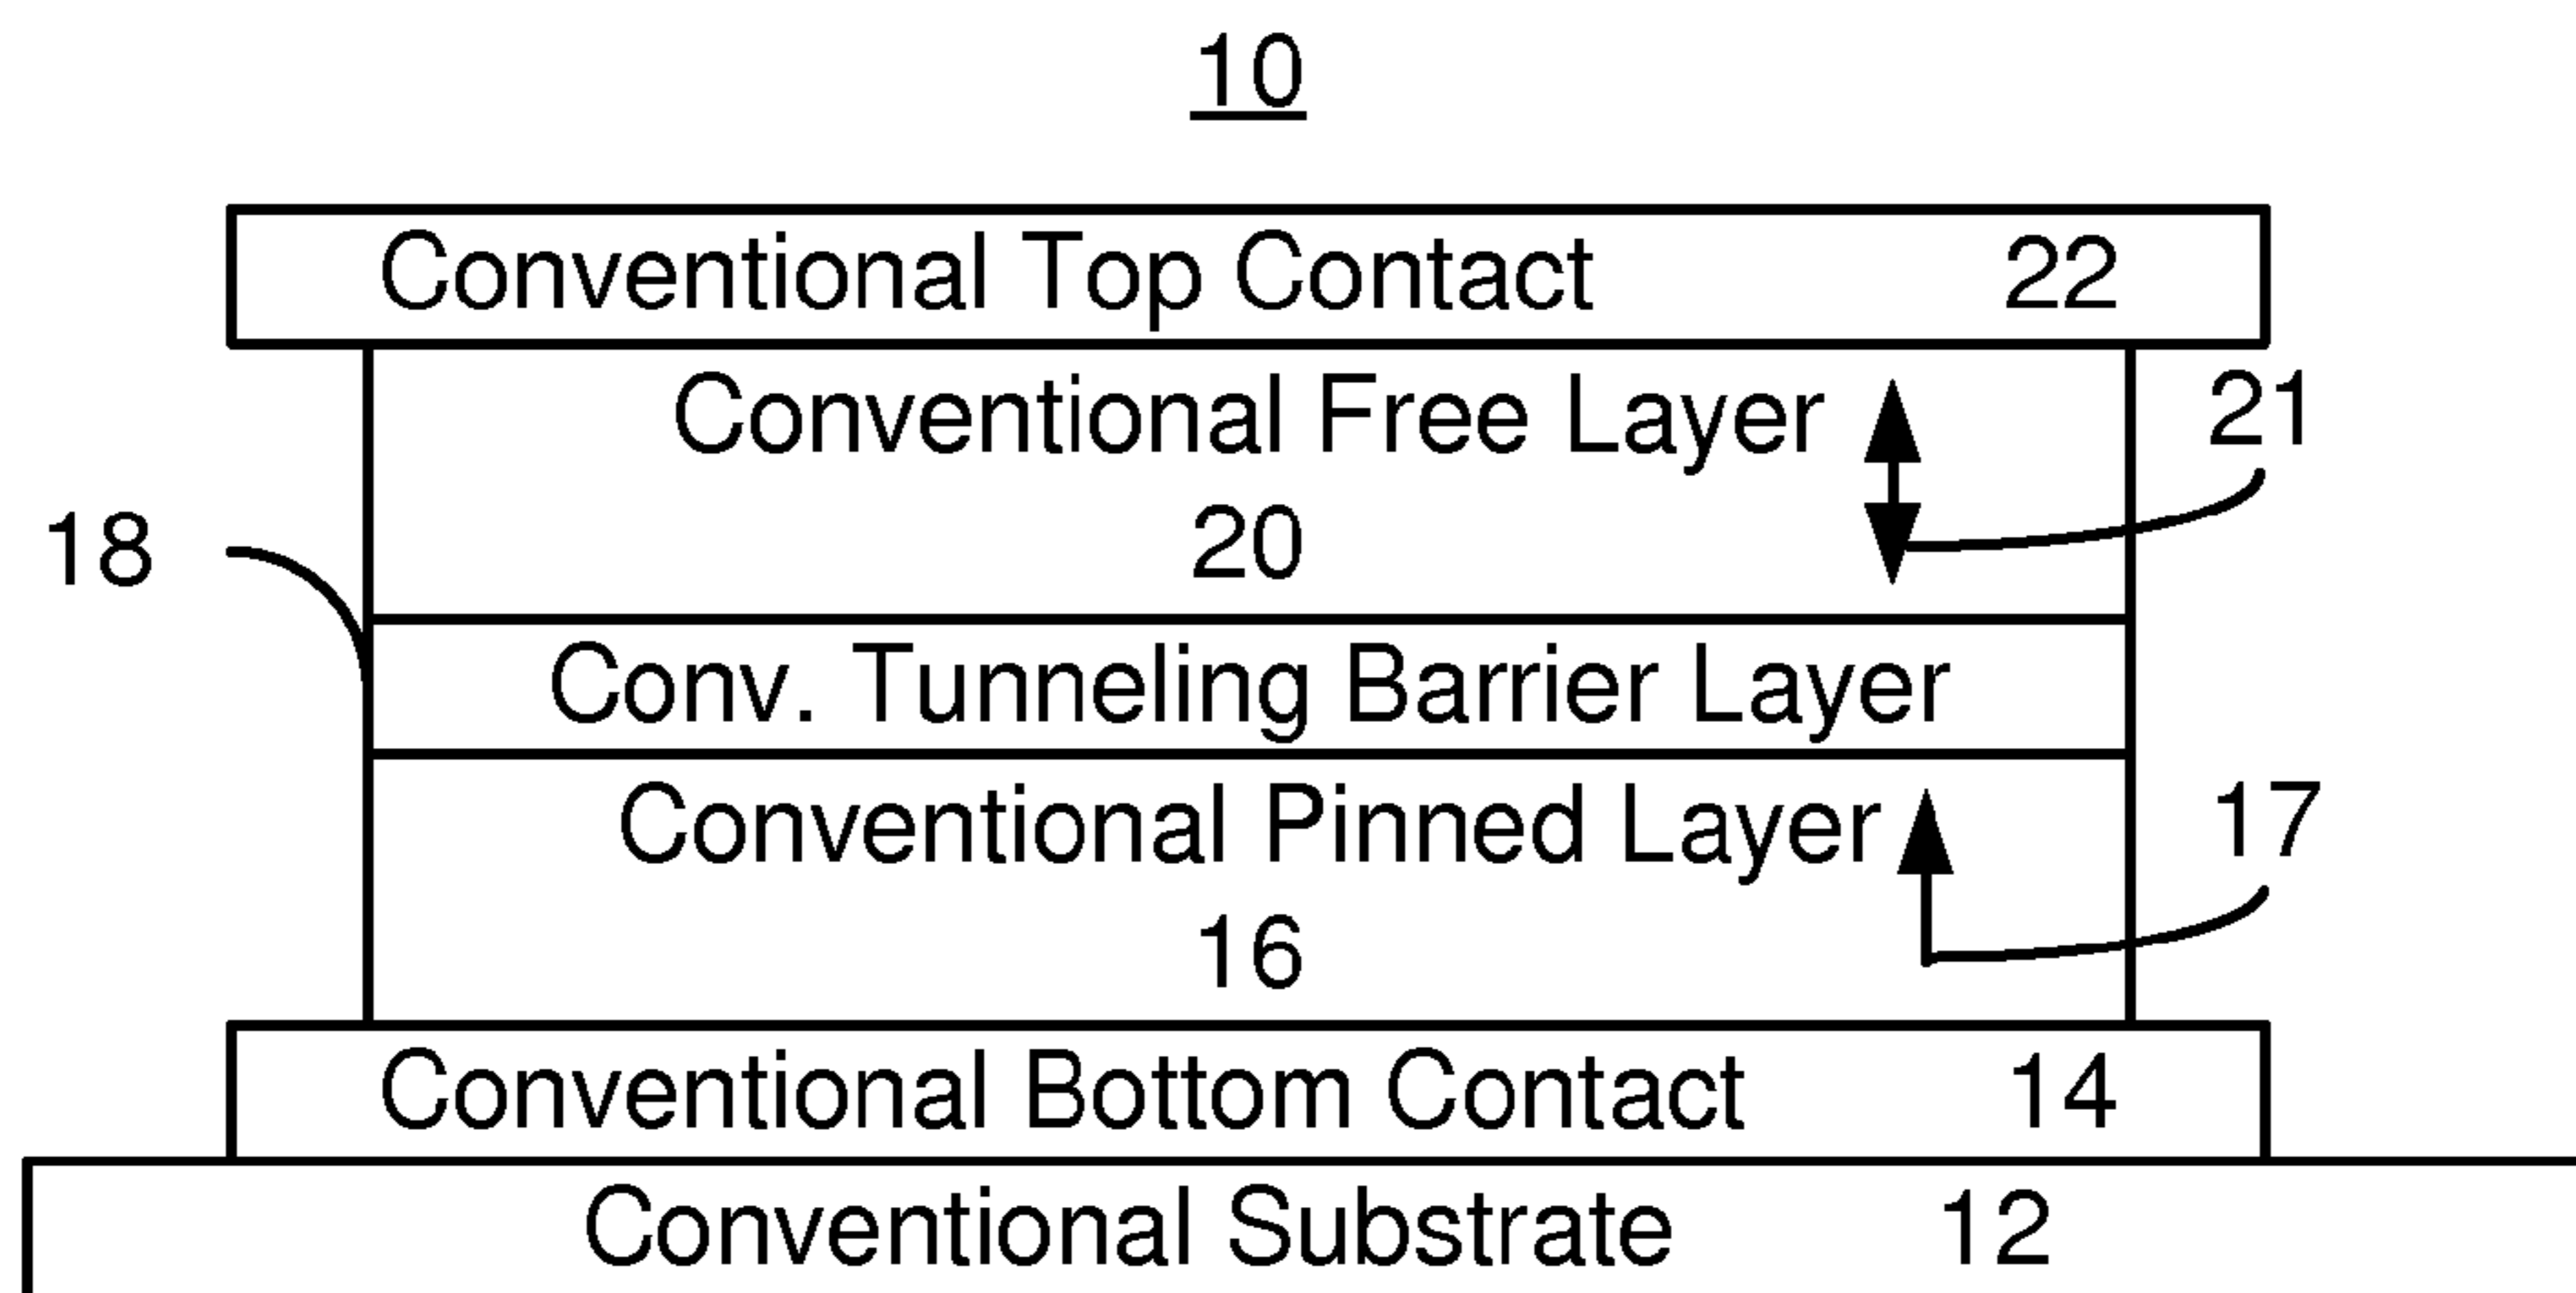 10
Conventional Top Contact 22
Conventional Free Layer 21
20
18
Conv. Tunneling Barrier Layer
Conventional Pinned Layer 17
16
Conventional Bottom Contact 14
Conventional Substrate 12